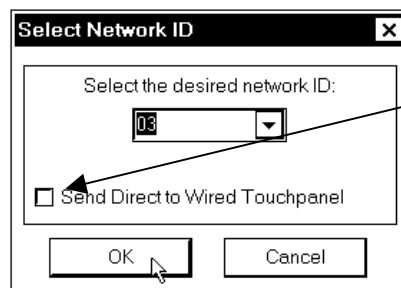 Select Network ID
Select the desired network ID:
03
Send Direct to Wired Touchpanel
OK Cancel